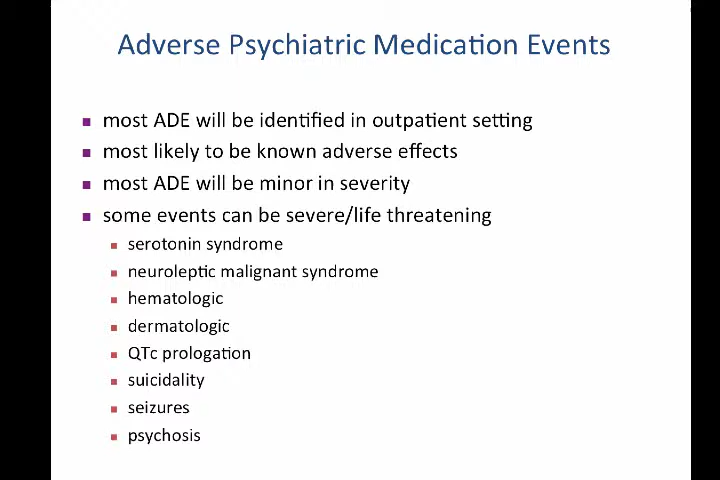 Adverse Psychiatric Medication Events
most ADE will be identified in outpatient setting
most likely to be known adverse effects
most ADE will be minor in severity
some events can be severe/life threatening
serotonin syndrome
neuroleptic malignant syndrome
hematologic
dermatologic
QTc prologation
suicidality
seizures
psychosis